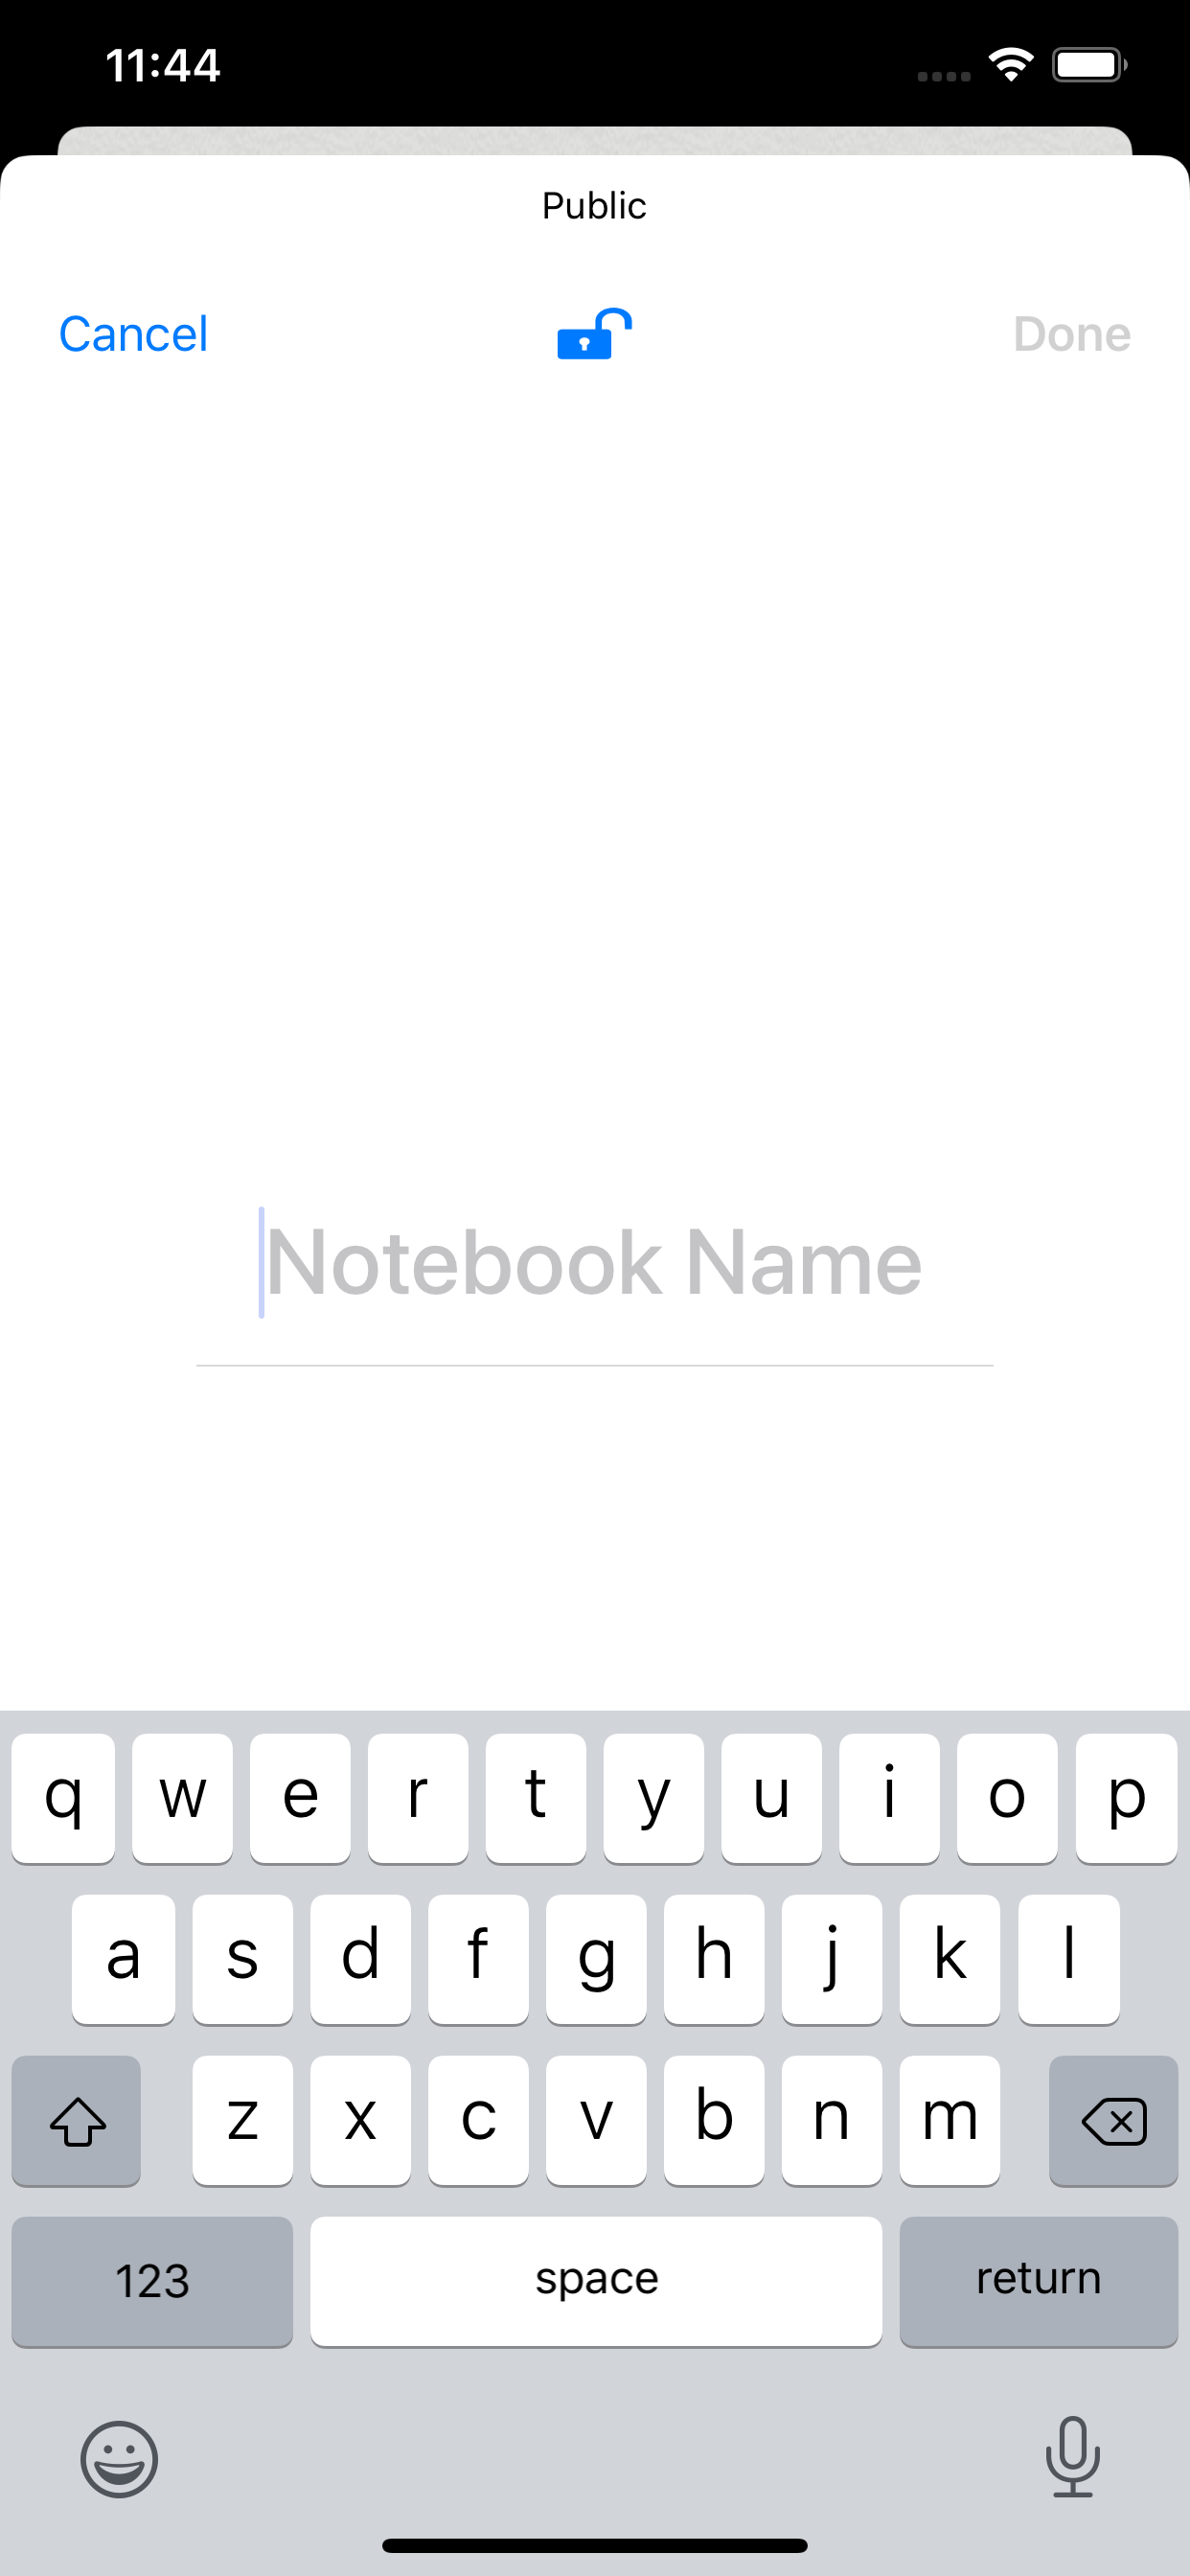 11:44
Public
Cancel
Done
Notebook Name
q w e r t y u i o p
a s d f g h j k l
z x c v b n m
123 space return